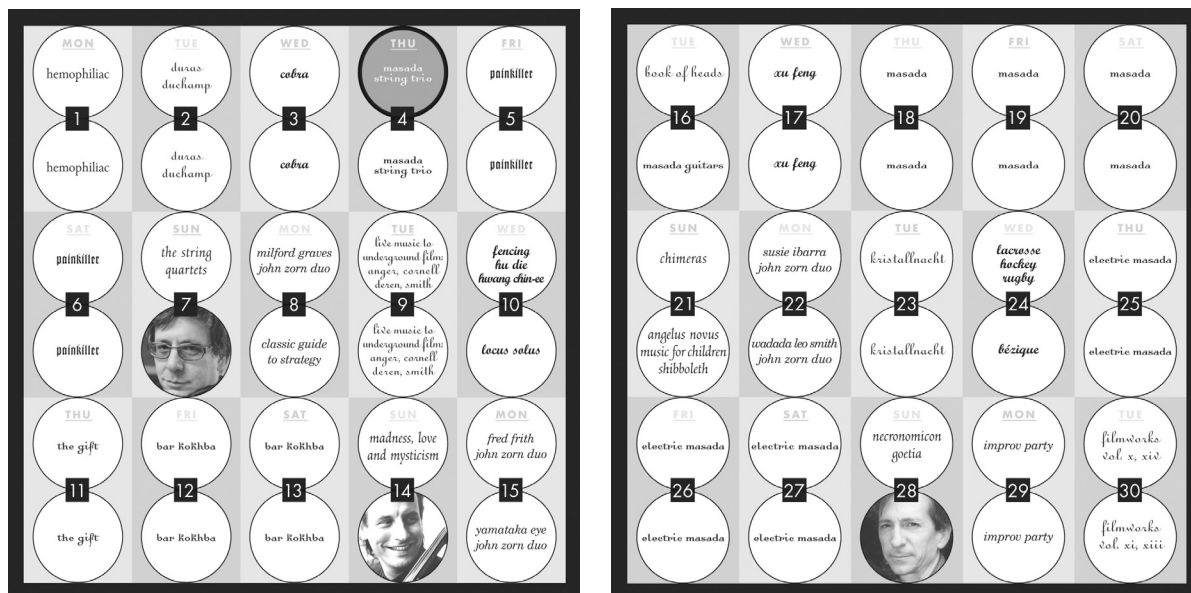 MON
hemophiliac
1
hemophiliac
TUE
duras
duchamp
2
duras
duchamp
WED
cobra
3
cobra
THU
masada
string trio
4
masada
string trio
FRI
painkiller
5
painkiller
SAT
painkiller
6
painkiller
SUN
the string
quartets
7
MON
milford graves
john zorn duo
8
classic guide
to strategy
TUE
live music to
underground film:
anger, cornell
deren, smith
9
live music to
underground film:
anger, cornell
deren, smith
WED
fencing
hu die
hwang chin-ee
10
locus solus
THU
the gift
11
the gift
FRI
bar kokhba
12
bar kokhba
SAT
bar kokhba
13
bar kokhba
SUN
madness, love
and mysticism
14
MON
fred frith
john zorn duo
15
yamataka eye
john zorn duo
TUE
book of heads
16
masada guitars
WED
xu feng
17
xu feng
THU
masada
18
masada
FRI
masada
19
masada
SAT
masada
20
masada
SUN
chimeras
21
angelus novus
music for children
shibboleth
MON
susie ibarra
john zorn duo
22
wadada leo smith
john zorn duo
TUE
kristallnacht
23
kristallnacht
WED
lacrosse
hockey
rugby
24
bézique
THU
electric masada
25
electric masada
FRI
electric masada
26
electric masada
SAT
electric masada
27
electric masada
SUN
necronomicon
goetia
28
MON
improv party
29
improv party
TUE
filmworks
vol. x, xiv
30
filmworks
vol. xi, xiii